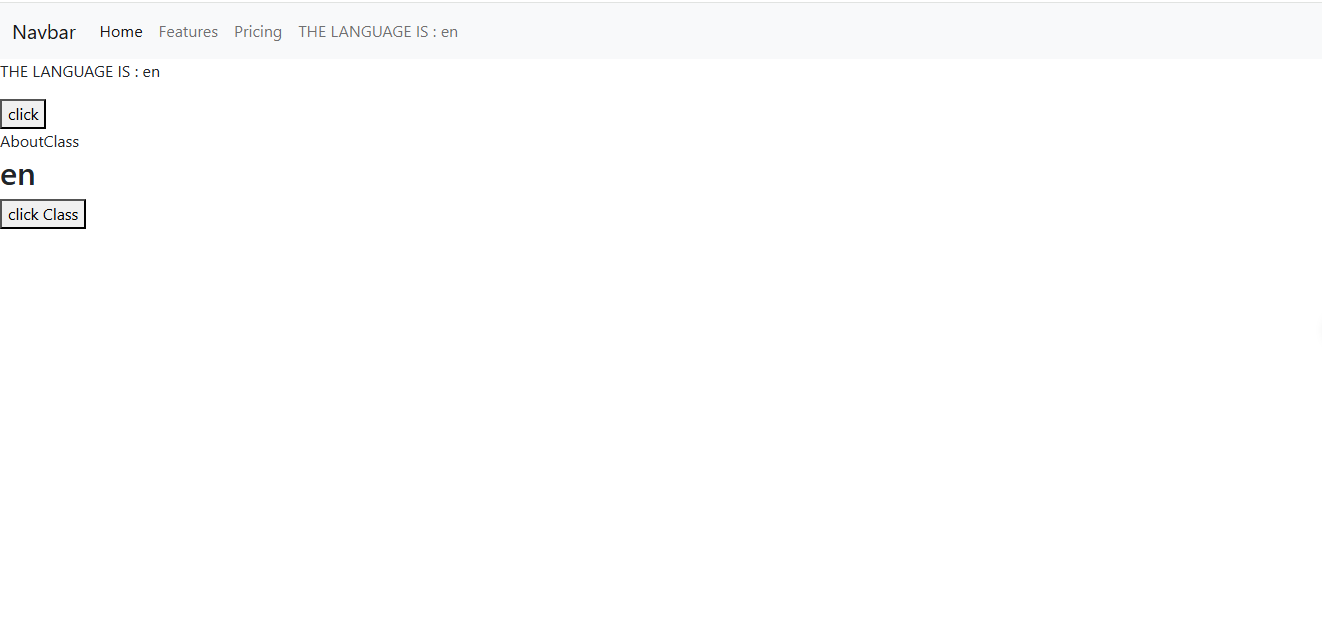 Navbar Home Features Pricing THE LANGUAGE IS : en
THE LANGUAGE IS : en
click
AboutClass
en
click Class